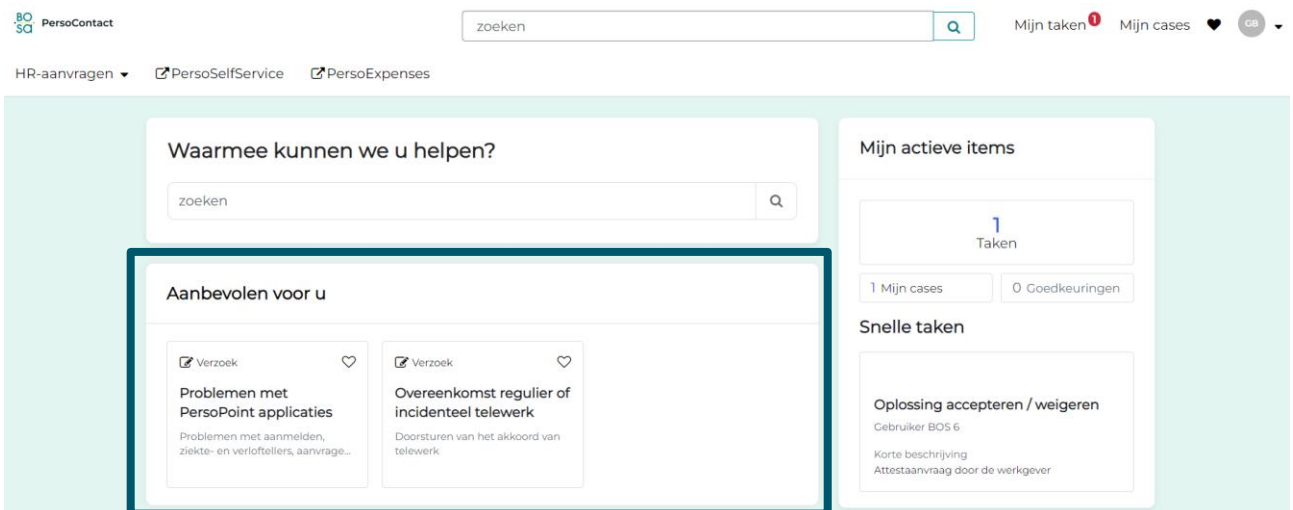 BOSa PersoContact
zoeken
Mijn taken 1
Mijn cases
GB
HR-aanvragen
PersoSelfService
PersoExpenses
Waarmee kunnen we u helpen?
zoeken
Aanbevolen voor u
Verzoek
Problemen met
PersoPoint applicaties
Problemen met aanmelden,
ziekte- en verloftellers, aanvrage...
Verzoek
Overeenkomst regulier of
incidenteel telewerk
Doorsturen van het akkoord van
telewerk
Mijn actieve items
1
Taken
1 Mijn cases
0 Goedkeuringen
Snelle taken
Oplossing accepteren / weigeren
Gebruiker BOS 6
Korte beschrijving
Attestaanvraag door de werkgever